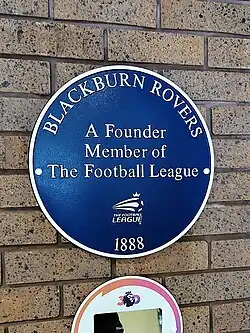 BLACKBURN ROVERS
A Founder
Member of
The Football League
THE FOOTBALL
LEAGUE
1888